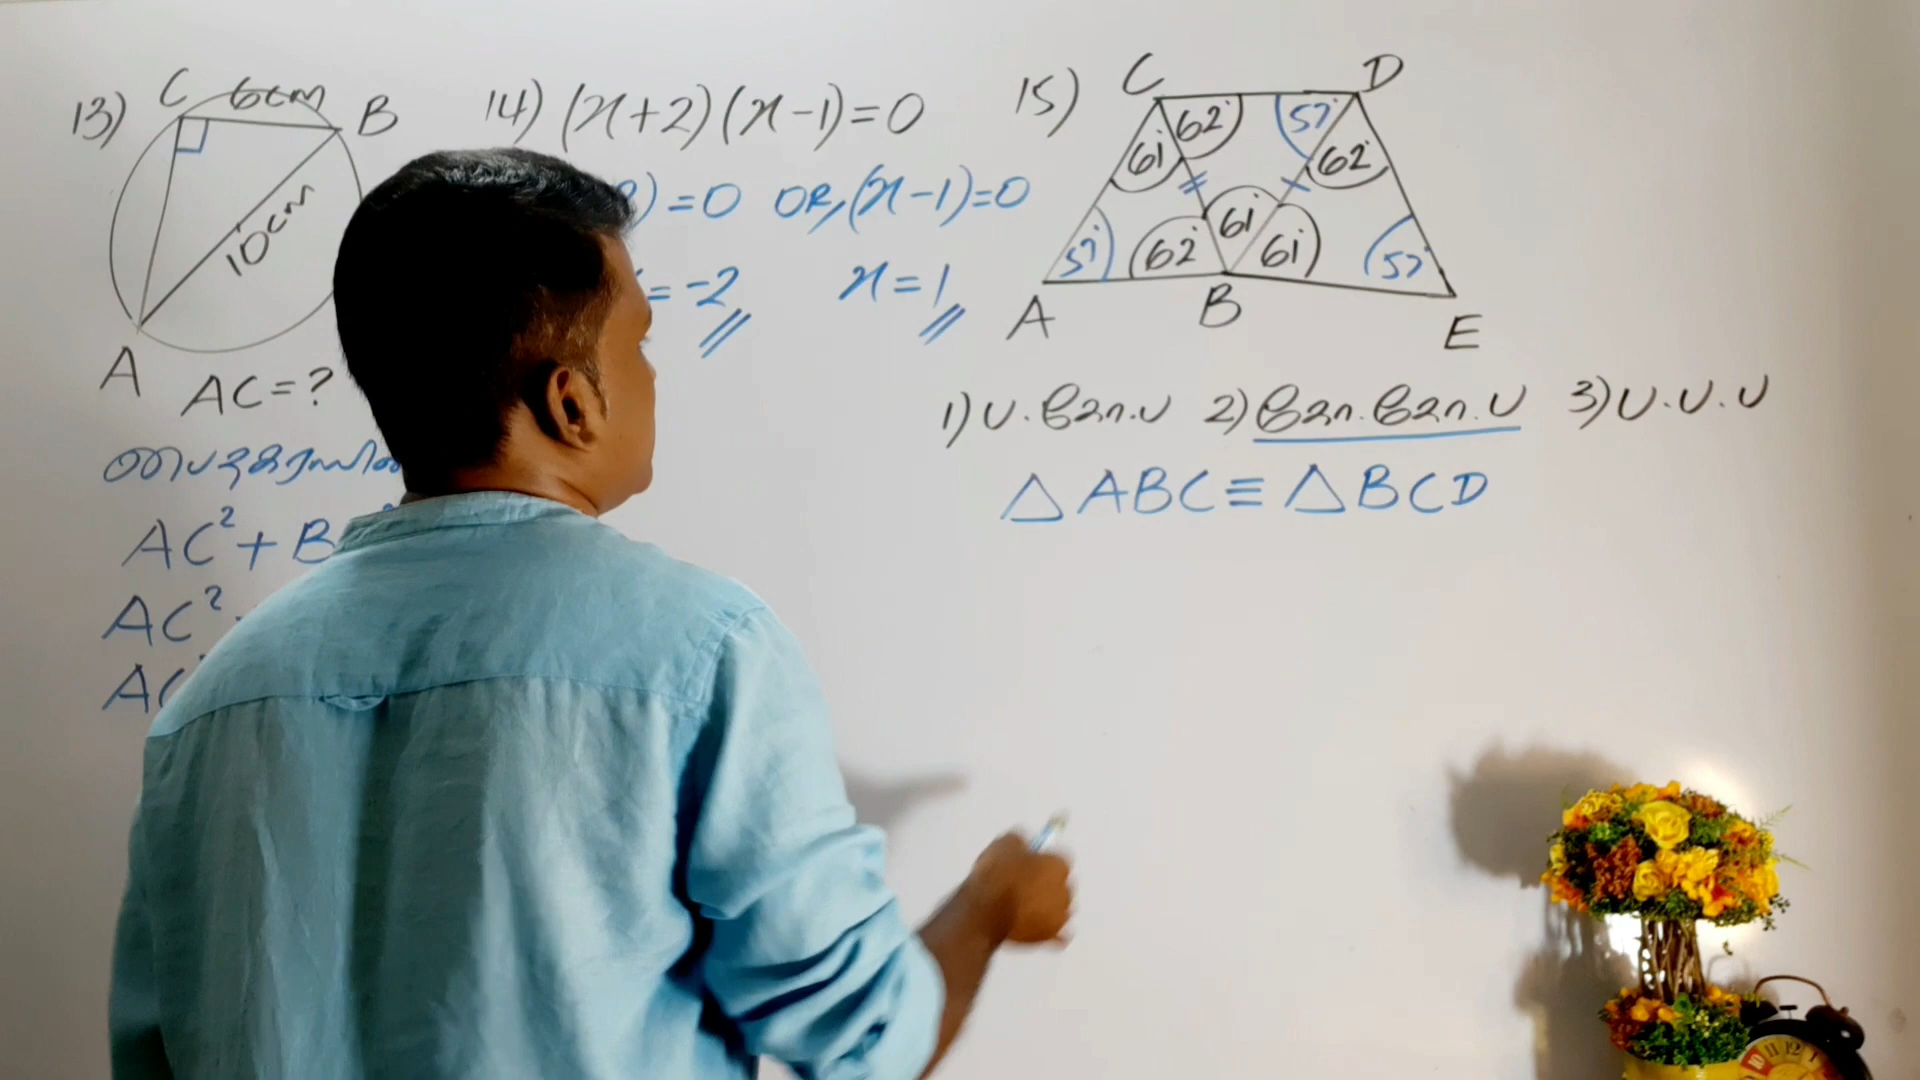 13) C 6cm B
10cm
A AC = ?
AC² + B
AC²
14) (x+2)(x-1)=0
) = 0 OR, (x-1)=0
= -2 x = 1
15) C D
61° 62° 57° 62°
57° 62° 61° 61° 57°
A B E
1) ப.கோ.ப 2) கோ.கோ.ப 3) ப.ப.ப
△ ABC ≡ △ BCD